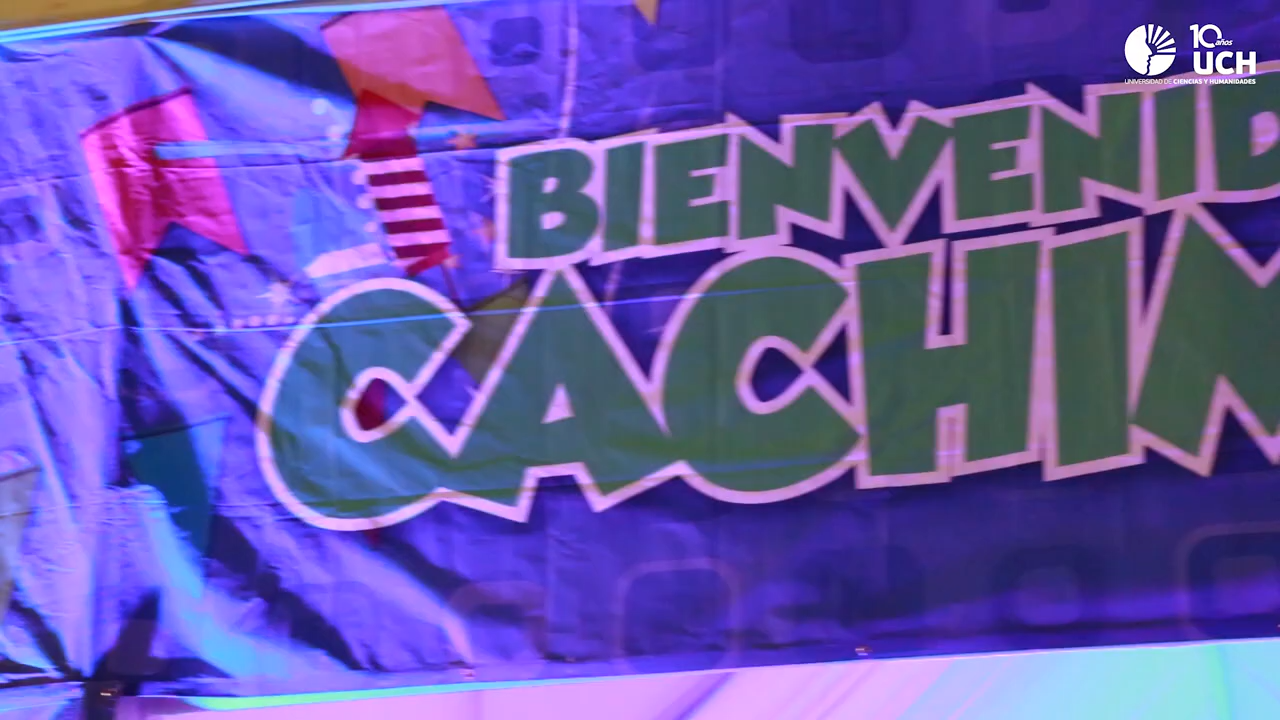 10 años
UCH
UNIVERSIDAD DE CIENCIAS Y HUMANIDADES
BIENVENID
CACHIM